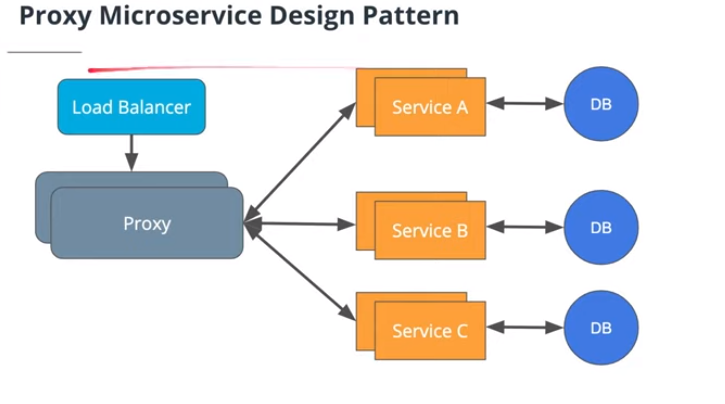 Proxy Microservice Design Pattern
Load Balancer
Proxy
Service A
DB
Service B
DB
Service C
DB